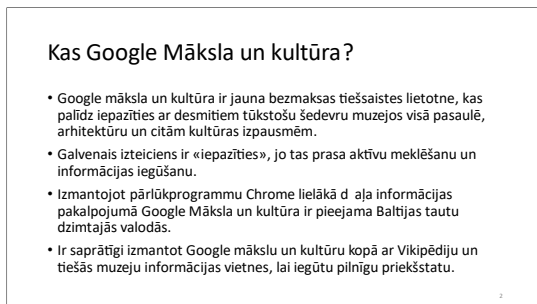 Kas Google Māksla un kultūra?
• Google māksla un kultūra ir jauna bezmaksas tiešsaistes lietotne, kas
palīdz iepazīties ar desmitiem tūkstošu šedevru muzejos visā pasaulē,
arhitektūru un citām kultūras izpausmēm.
• Galvenais izteiciens ir «iepazīties», jo tas prasa aktīvu meklēšanu un
informācijas iegūšanu.
• Izmantojot pārlūkprogrammu Chrome lielākā d aļa informācijas
pakalpojumā Google Māksla un kultūra ir pieejama Baltijas tautu
dzimtajās valodās.
• Ir saprātīgi izmantot Google mākslu un kultūru kopā ar Vikipēdiju un
tiešās muzeju informācijas vietnes, lai iegūtu pilnīgu priekšstatu.
2